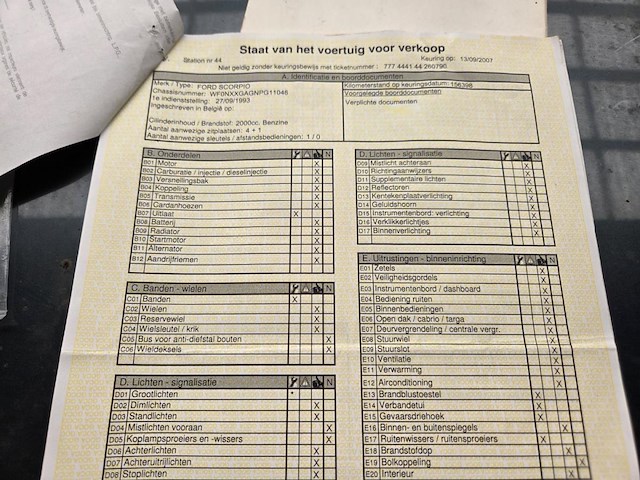 Staat van het voertuig voor verkoop
Station nr 44
Keuring op: 13/09/2007
Niet geldig zonder keuringsbewijs met ticketnummer : 777 4441 44 260790
A. Identificatie en boorddocumenten
Merk / Type: FORD SCORPIO
Chassisnummer: WF0NXXGAGNPG11046
1e indienststelling: 27/09/1993
Ingeschreven in België op:
Cilinderinhoud / Brandstof: 2000cc. Benzine
Aantal aanwezige zitplaatsen: 4 + 1
Aantal aanwezige sleutels / afstandsbedieningen: 1 / 0
Kilometerstand op keuringsdatum: 156398
Voorgelegde boorddocumenten
Verplichte documenten
B. Onderdelen N
B01 Motor X
B02 Carburatie / injectie / dieselinjectie X
B03 Versnellingsbak X
B04 Koppeling X
B05 Transmissie X
B06 Cardanhoezen X
B07 Uitlaat X
B08 Batterij X
B09 Radiator X
B10 Startmotor X
B11 Alternator X
B12 Aandrijfriemen X
C. Banden - wielen N
C01 Banden X
C02 Wielen X
C03 Reservewiel X
C04 Wielsleutel / krik X
C05 Bus voor anti-diefstal bouten X
C06 Wieldeksels X
D. Lichten - signalisatie N
D01 Grootlichten
D02 Dimlichten X
D03 Standlichten X
D04 Mistlichten vooraan X
D05 Koplampsproeiers en -wissers X
D06 Achterlichten X
D07 Achteruitrijlichten X
D08 Stoplichten X
D. Lichten - signalisatie N
D09 Mistlicht achteraan X
D10 Richtingaanwijzers X
D11 Supplementaire lichten X
D12 Reflectoren X
D13 Kentekenplaatverlichting X
D14 Geluidshoorn X
D15 Instrumentenbord: verlichting X
D16 Verklikkerlichtjes X
D17 Binnenverlichting X
E. Uitrustingen - binneninrichting N
E01 Zetels X
E02 Veiligheidsgordels X
E03 Instrumentenbord / dashboard X
E04 Bediening ruiten X
E05 Binnenbedieningen X
E06 Open dak / cabrio / targa X
E07 Deurvergrendeling / centrale vergr. X
E08 Stuurwiel X
E09 Stuurslot X
E10 Ventilatie X
E11 Verwarming X
E12 Airconditioning X
E13 Brandblustoestel X
E14 Verbandetui X
E15 Gevaarsdriehoek X
E16 Binnen- en buitenspiegels X
E17 Ruitenwissers / ruitensproeiers X
E18 Brandstofdop X
E19 Bolkoppeling X
E20 Interieur X